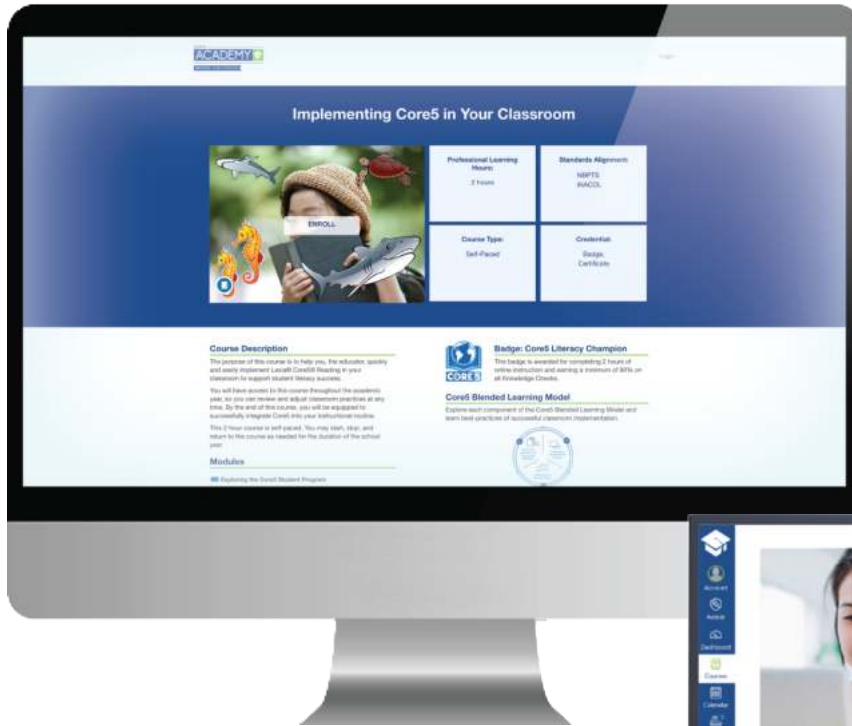 ACADEMY
Login
Implementing Core5 in Your Classroom
ENROLL
Professional Learning
Hours:
2 hours
Standards Alignment:
NBPTS
iNACOL
Course Type:
Self-Paced
Credential:
Badge,
Certificate
Course Description
The purpose of this course is to help you, the educator, quickly
and easily implement Lexia® Core5® Reading in your
classroom to support student literacy success.
You will have access to this course throughout the academic
year, so you can review and adjust classroom practices at any
time. By the end of this course, you will be equipped to
successfully integrate Core5 into your instructional routine.
This 2 hour course is self-paced. You may start, stop, and
return to the course as needed for the duration of the school
year.
Modules
Exploring the Core5 Student Program
CORE5
Badge: Core5 Literacy Champion
This badge is awarded for completing 2 hours of
online instruction and earning a minimum of 80% on
all Knowledge Checks.
Core5 Blended Learning Model
Explore each component of the Core5 Blended Learning Model and
learn best-practices of successful classroom implementation.
Account
Admin
Dashboard
Courses
Calendar